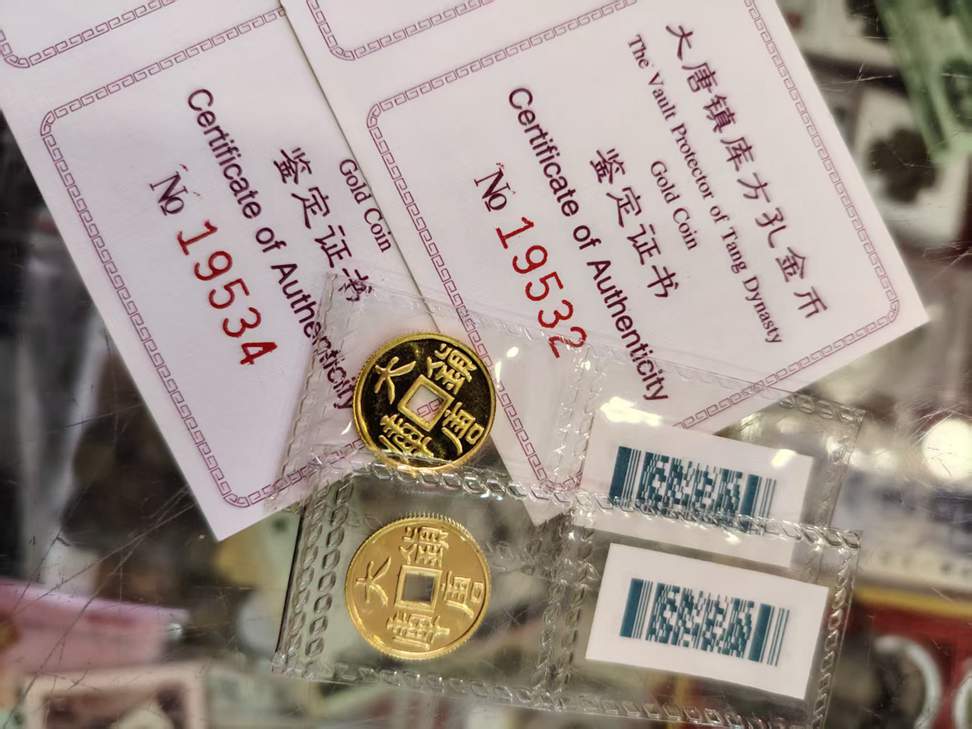 Gold Coin
鉴定证书
Certificate of Authenticity
No 19534
大唐镇库方孔金币
The Vault Protector of Tang Dynasty
Gold Coin
鉴定证书
Certificate of Authenticity
No 19532
大唐鎮庫
大唐鎮庫